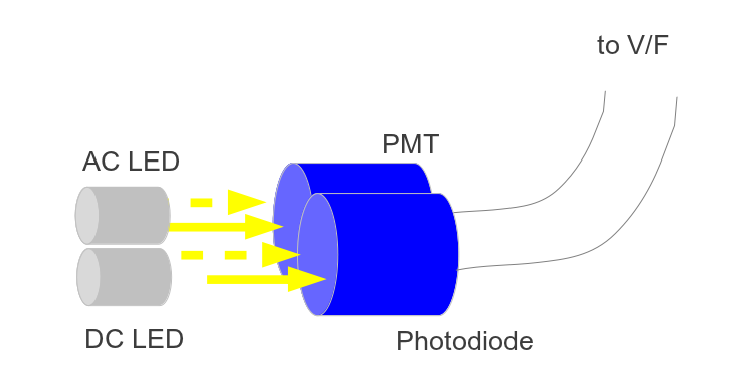 to V/F
PMT
AC LED
DC LED
Photodiode